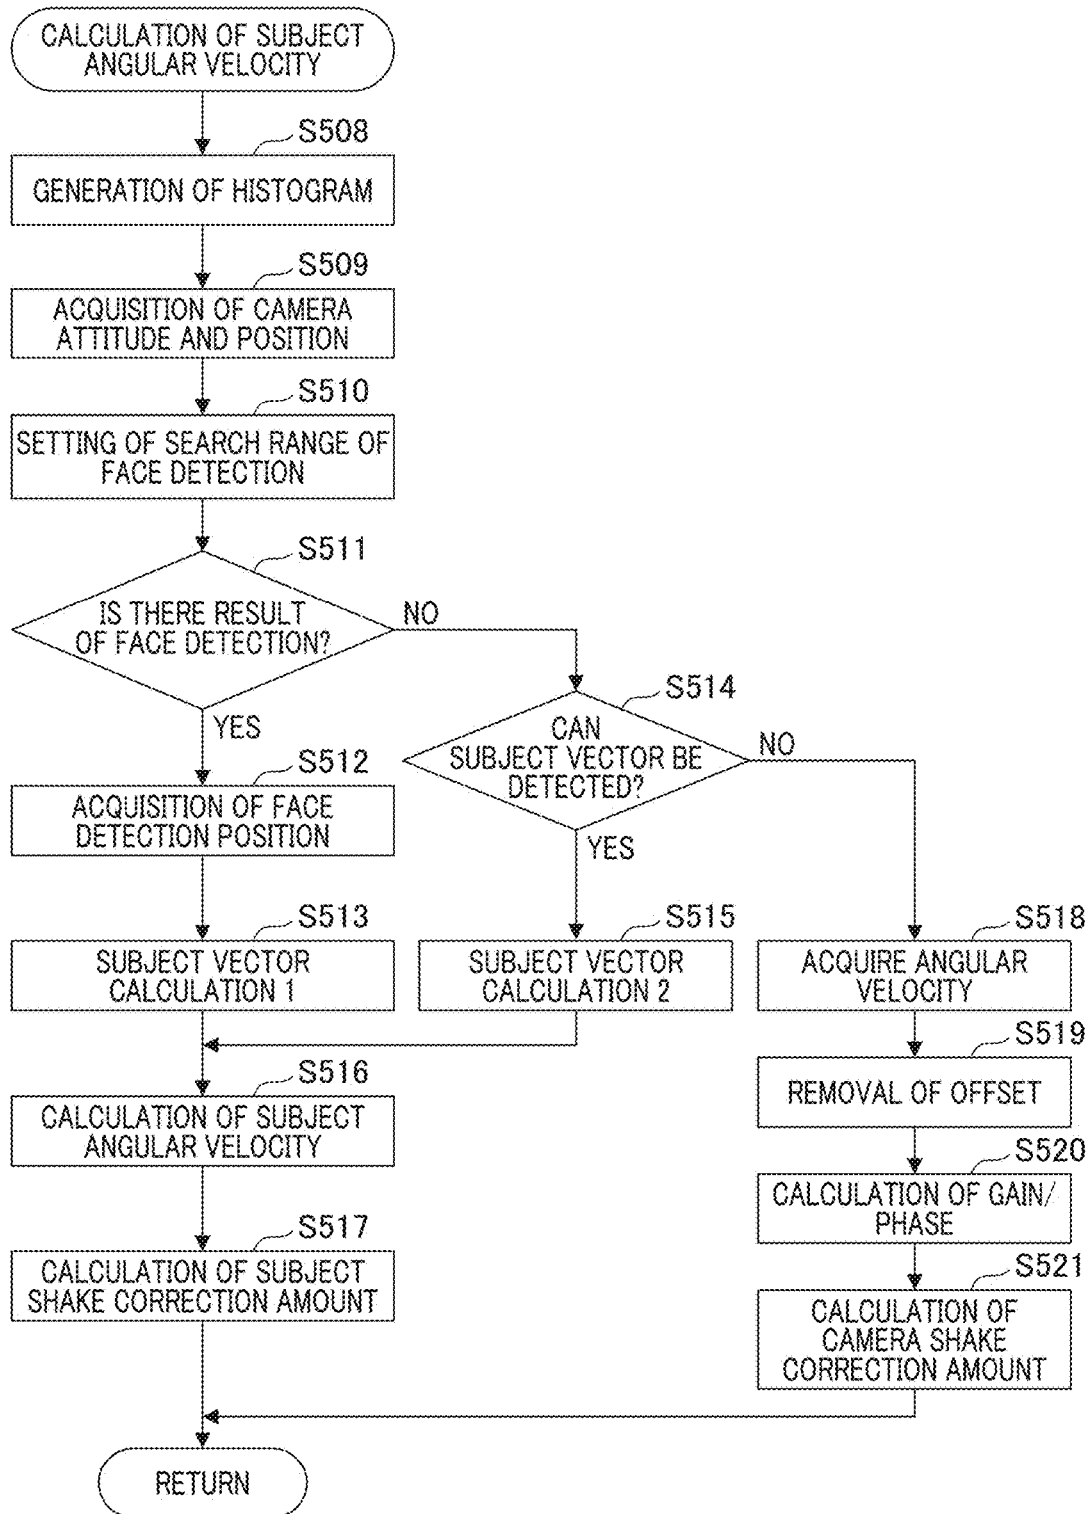 CALCULATION OF SUBJECT
ANGULAR VELOCITY
S508
GENERATION OF HISTOGRAM
S509
ACQUISITION OF CAMERA
ATTITUDE AND POSITION
S510
SETTING OF SEARCH RANGE OF
FACE DETECTION
S511
IS THERE RESULT
OF FACE DETECTION?
NO
YES
S514
CAN
SUBJECT VECTOR BE
DETECTED?
NO
YES
S512
ACQUISITION OF FACE
DETECTION POSITION
S513
SUBJECT VECTOR
CALCULATION 1
S515
SUBJECT VECTOR
CALCULATION 2
S518
ACQUIRE ANGULAR
VELOCITY
S516
CALCULATION OF SUBJECT
ANGULAR VELOCITY
S519
REMOVAL OF OFFSET
S520
CALCULATION OF GAIN/
PHASE
S517
CALCULATION OF SUBJECT
SHAKE CORRECTION AMOUNT
S521
CALCULATION OF
CAMERA SHAKE
CORRECTION AMOUNT
RETURN